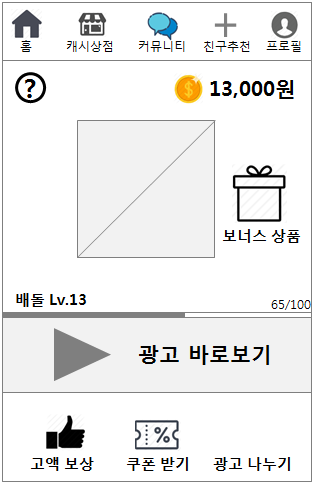 홈
캐시상점
커뮤니티
친구추천
프로필
?
$ 13,000원
보너스 상품
배돌 Lv.13
65/100
광고 바로보기
%
고액 보상
쿠폰 받기
광고 나누기